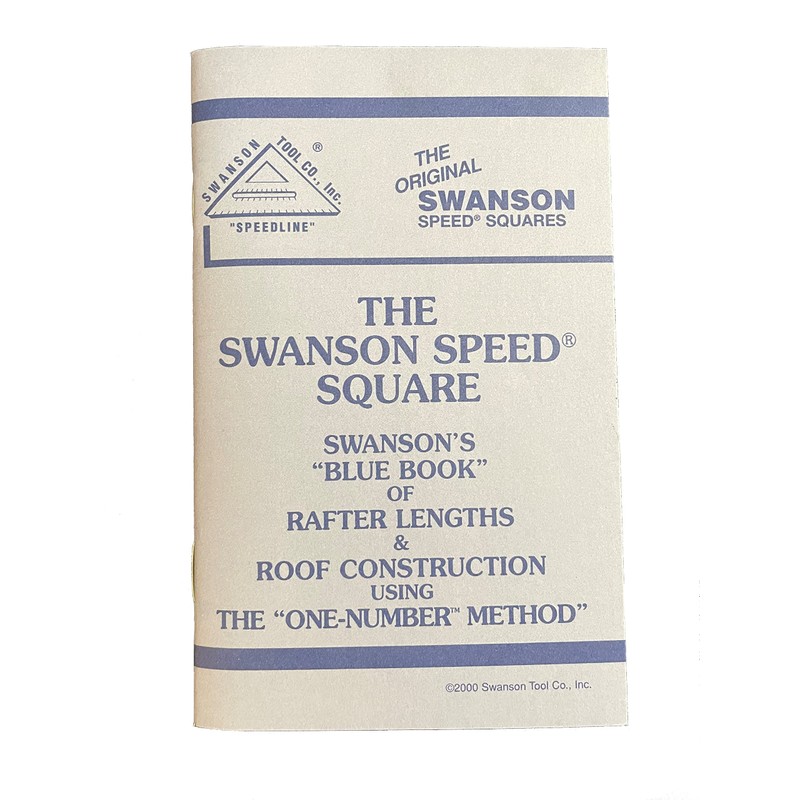 SWANSON TOOL CO., Inc. ®
"SPEEDLINE"
THE
ORIGINAL
SWANSON
SPEED® SQUARES
THE
SWANSON SPEED®
SQUARE
SWANSON'S
“BLUE BOOK”
OF
RAFTER LENGTHS
&
ROOF CONSTRUCTION
USING
THE “ONE-NUMBER™ METHOD”
©2000 Swanson Tool Co., Inc.